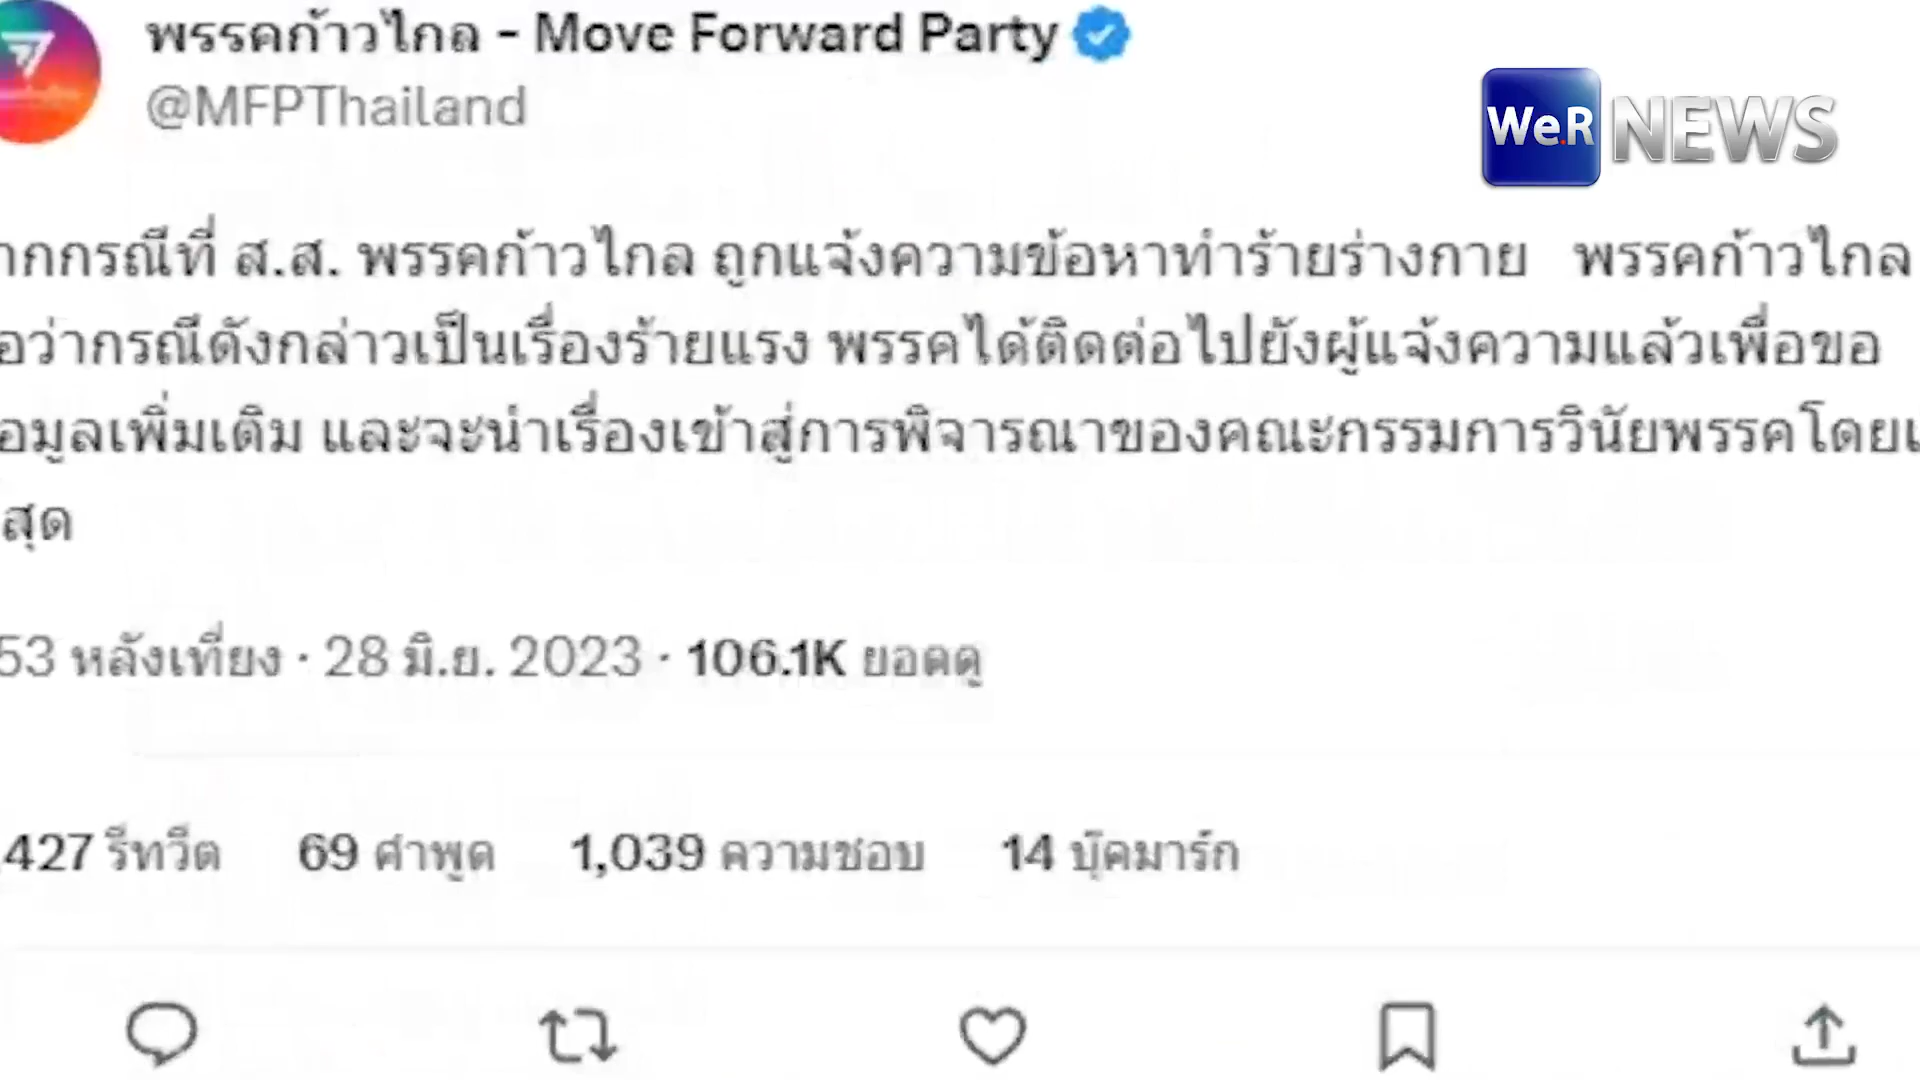 พรรคก้าวไกล - Move Forward Party
@MFPThailand
WeR NEWS
ากกรณีที่ ส.ส. พรรคก้าวไกล ถูกแจ้งความข้อหาทำร้ายร่างกาย พรรคก้าวไกล
อว่ากรณีดังกล่าวเป็นเรื่องร้ายแรง พรรคได้ติดต่อไปยังผู้แจ้งความแล้วเพื่อขอ
อมูลเพิ่มเติม และจะนำเรื่องเข้าสู่การพิจารณาของคณะกรรมการวินัยพรรคโดยเ
สุด
53 หลังเที่ยง · 28 มิ.ย. 2023 · 106.1K ยอดดู
,427 รีทวีต 69 คำพูด 1,039 ความชอบ 14 บุ๊คมาร์ก